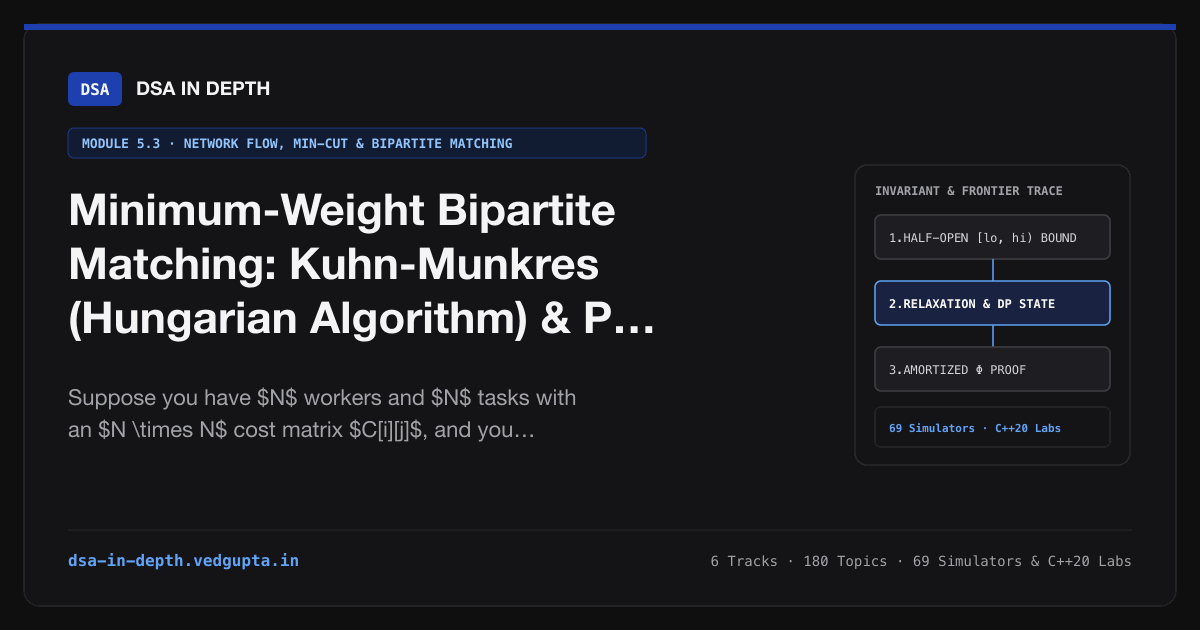 DSA DSA IN DEPTH
MODULE 5.3 · NETWORK FLOW, MIN-CUT & BIPARTITE MATCHING
Minimum-Weight Bipartite
Matching: Kuhn-Munkres
(Hungarian Algorithm) & P...
Suppose you have $N$ workers and $N$ tasks with
an $N \times N$ cost matrix $C[i][j]$, and you...
INVARIANT & FRONTIER TRACE
1.HALF-OPEN [lo, hi) BOUND
2.RELAXATION & DP STATE
3.AMORTIZED Φ PROOF
69 Simulators · C++20 Labs
dsa-in-depth.vedgupta.in
6 Tracks · 180 Topics · 69 Simulators & C++20 Labs